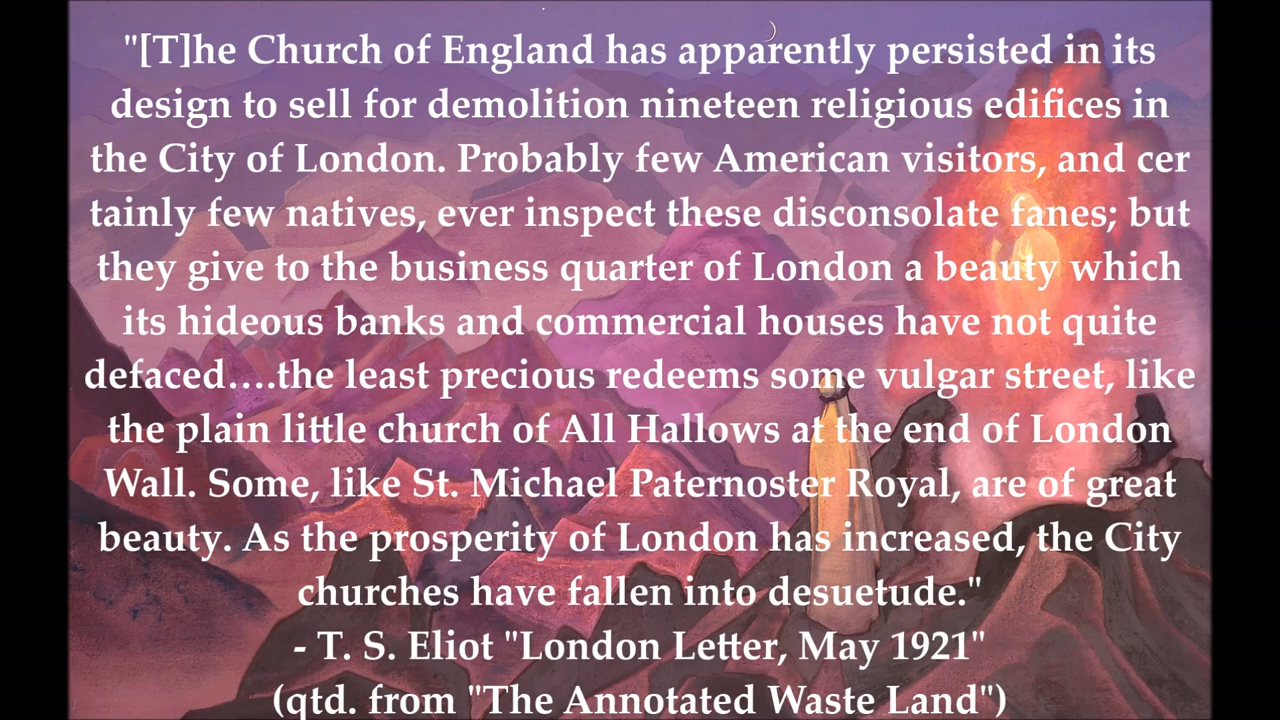 "[T]he Church of England has apparently persisted in its
design to sell for demolition nineteen religious edifices in
the City of London. Probably few American visitors, and cer
tainly few natives, ever inspect these disconsolate fanes; but
they give to the business quarter of London a beauty which
its hideous banks and commercial houses have not quite
defaced….the least precious redeems some vulgar street, like
the plain little church of All Hallows at the end of London
Wall. Some, like St. Michael Paternoster Royal, are of great
beauty. As the prosperity of London has increased, the City
churches have fallen into desuetude."
- T. S. Eliot "London Letter, May 1921"
(qtd. from "The Annotated Waste Land")